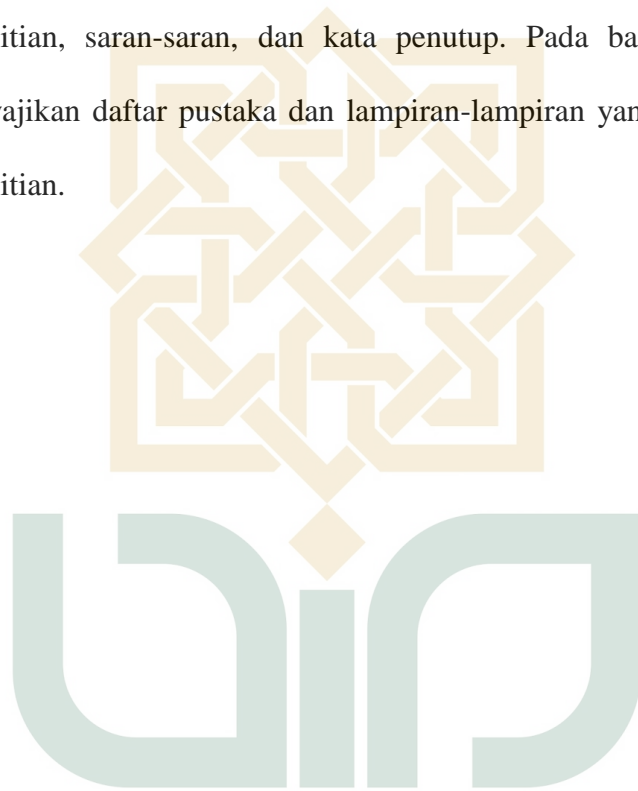 itian, saran-saran, dan kata penutup. Pada ba
ajikan daftar pustaka dan lampiran-lampiran yan
itian.